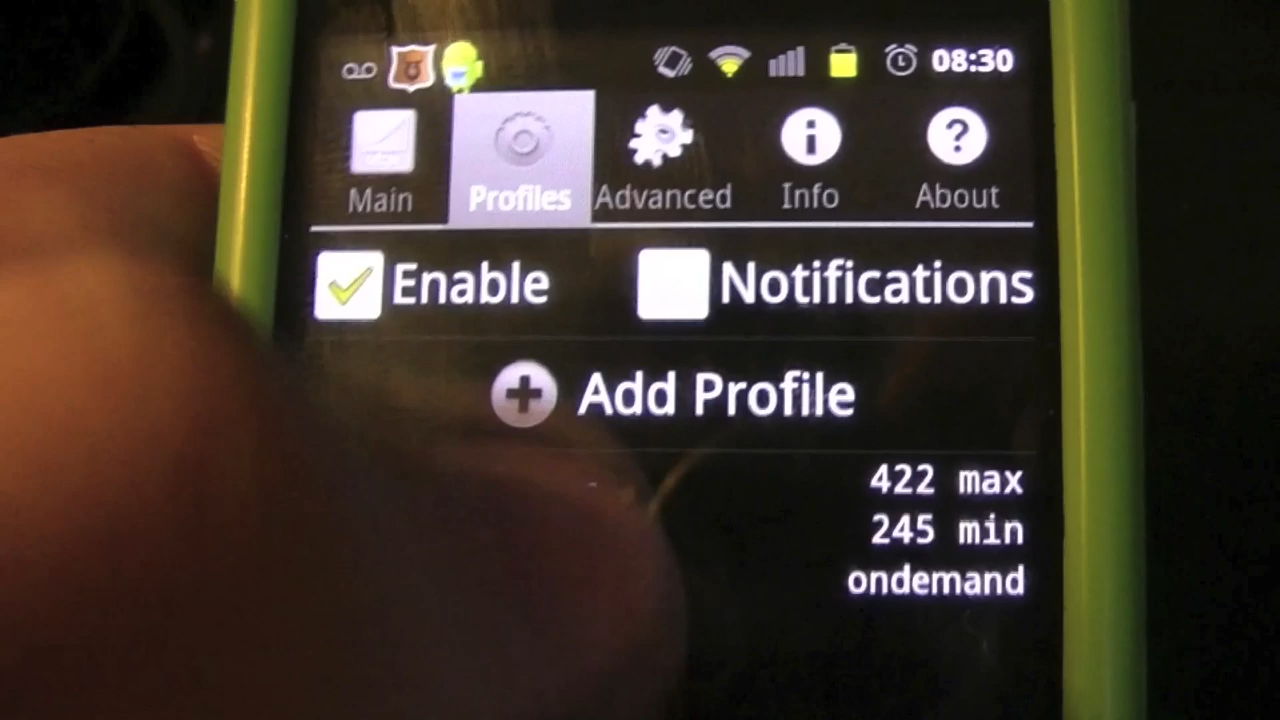 08:30
Main Profiles Advanced Info About
Enable Notifications
Add Profile
422 max
245 min
ondemand